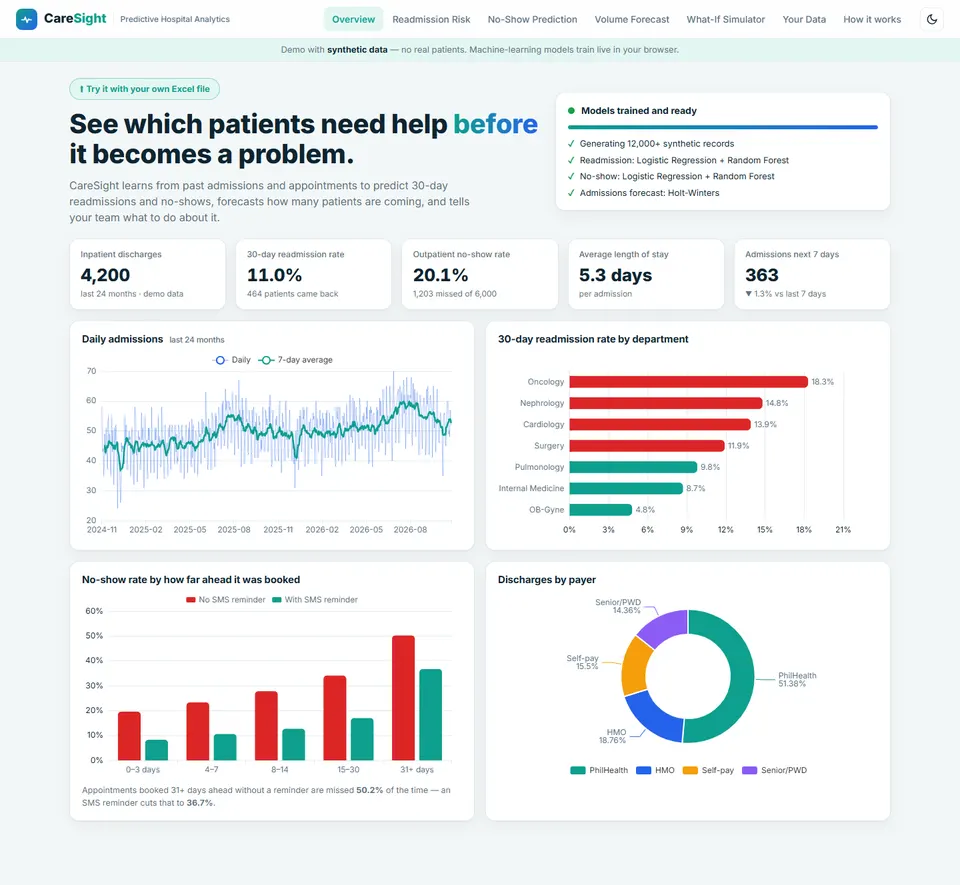 CareSight
Predictive Hospital Analytics
Overview
Readmission Risk
No-Show Prediction
Volume Forecast
What-If Simulator
Your Data
How it works
Demo with synthetic data — no real patients. Machine-learning models train live in your browser.
Try it with your own Excel file
See which patients need help before
it becomes a problem.
CareSight learns from past admissions and appointments to predict 30-day
readmissions and no-shows, forecasts how many patients are coming, and tells
your team what to do about it.
Models trained and ready
✓ Generating 12,000+ synthetic records
✓ Readmission: Logistic Regression + Random Forest
✓ No-show: Logistic Regression + Random Forest
✓ Admissions forecast: Holt-Winters
Inpatient discharges
4,200
last 24 months · demo data
30-day readmission rate
11.0%
464 patients came back
Outpatient no-show rate
20.1%
1,203 missed of 6,000
Average length of stay
5.3 days
per admission
Admissions next 7 days
363
▼ 1.3% vs last 7 days
Daily admissions last 24 months
Daily
7-day average
70
60
50
40
30
20
2024-11
2025-02
2025-05
2025-08
2025-11
2026-02
2026-05
2026-08
30-day readmission rate by department
Oncology
18.3%
Nephrology
14.8%
Cardiology
13.9%
Surgery
11.9%
Pulmonology
9.8%
Internal Medicine
8.7%
OB-Gyne
4.8%
0%
3%
6%
9%
12%
15%
18%
21%
No-show rate by how far ahead it was booked
No SMS reminder
With SMS reminder
60%
50%
40%
30%
20%
10%
0%
0–3 days
4–7
8–14
15–30
31+ days
Appointments booked 31+ days ahead without a reminder are missed 50.2% of the time — an
SMS reminder cuts that to 36.7%.
Discharges by payer
Senior/PWD
14.36%
Self-pay
15.5%
PhilHealth
51.38%
HMO
18.76%
PhilHealth
HMO
Self-pay
Senior/PWD